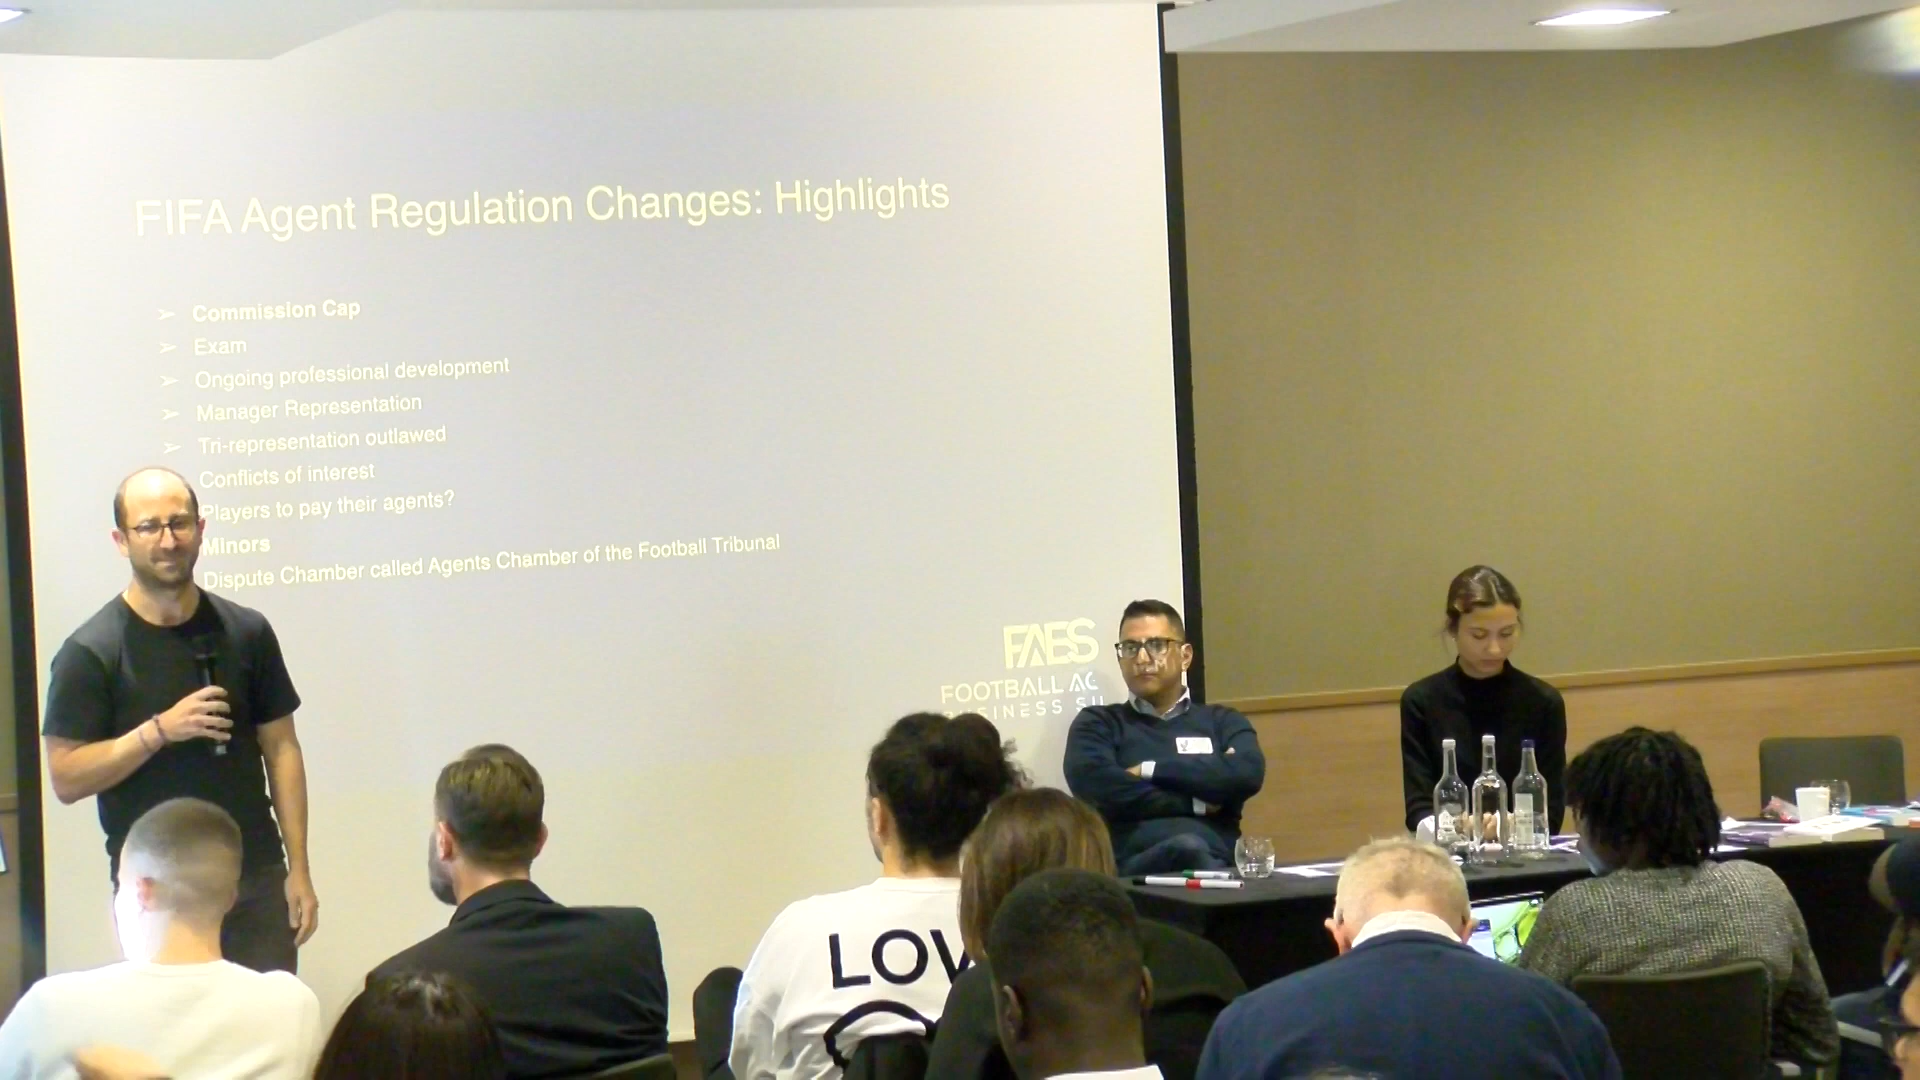 FIFA Agent Regulation Changes: Highlights
➢ Commission Cap
➢ Exam
➢ Ongoing professional development
➢ Manager Representation
➢ Tri-representation outlawed
Conflicts of interest
Players to pay their agents?
Minors
Dispute Chamber called Agents Chamber of the Football Tribunal
FAES
FOOTBALL
BUSINESS
LOV